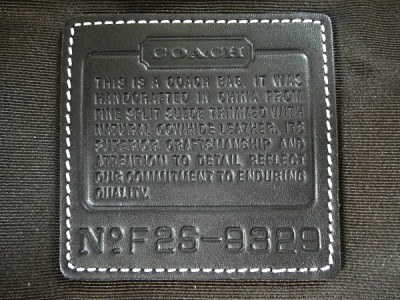 COACH
THIS IS A COACH BAG. IT WAS
HANDCRAFTED IN CHINA FROM
FINE SPLIT SUEDE TRIMMED WITH
NATURAL COWHIDE LEATHER. ITS
SUPERIOR CRAFTSMANSHIP AND
ATTENTION TO DETAIL REFLECT
OUR COMMITMENT TO ENDURING
QUALITY.
Nº F2S-9329